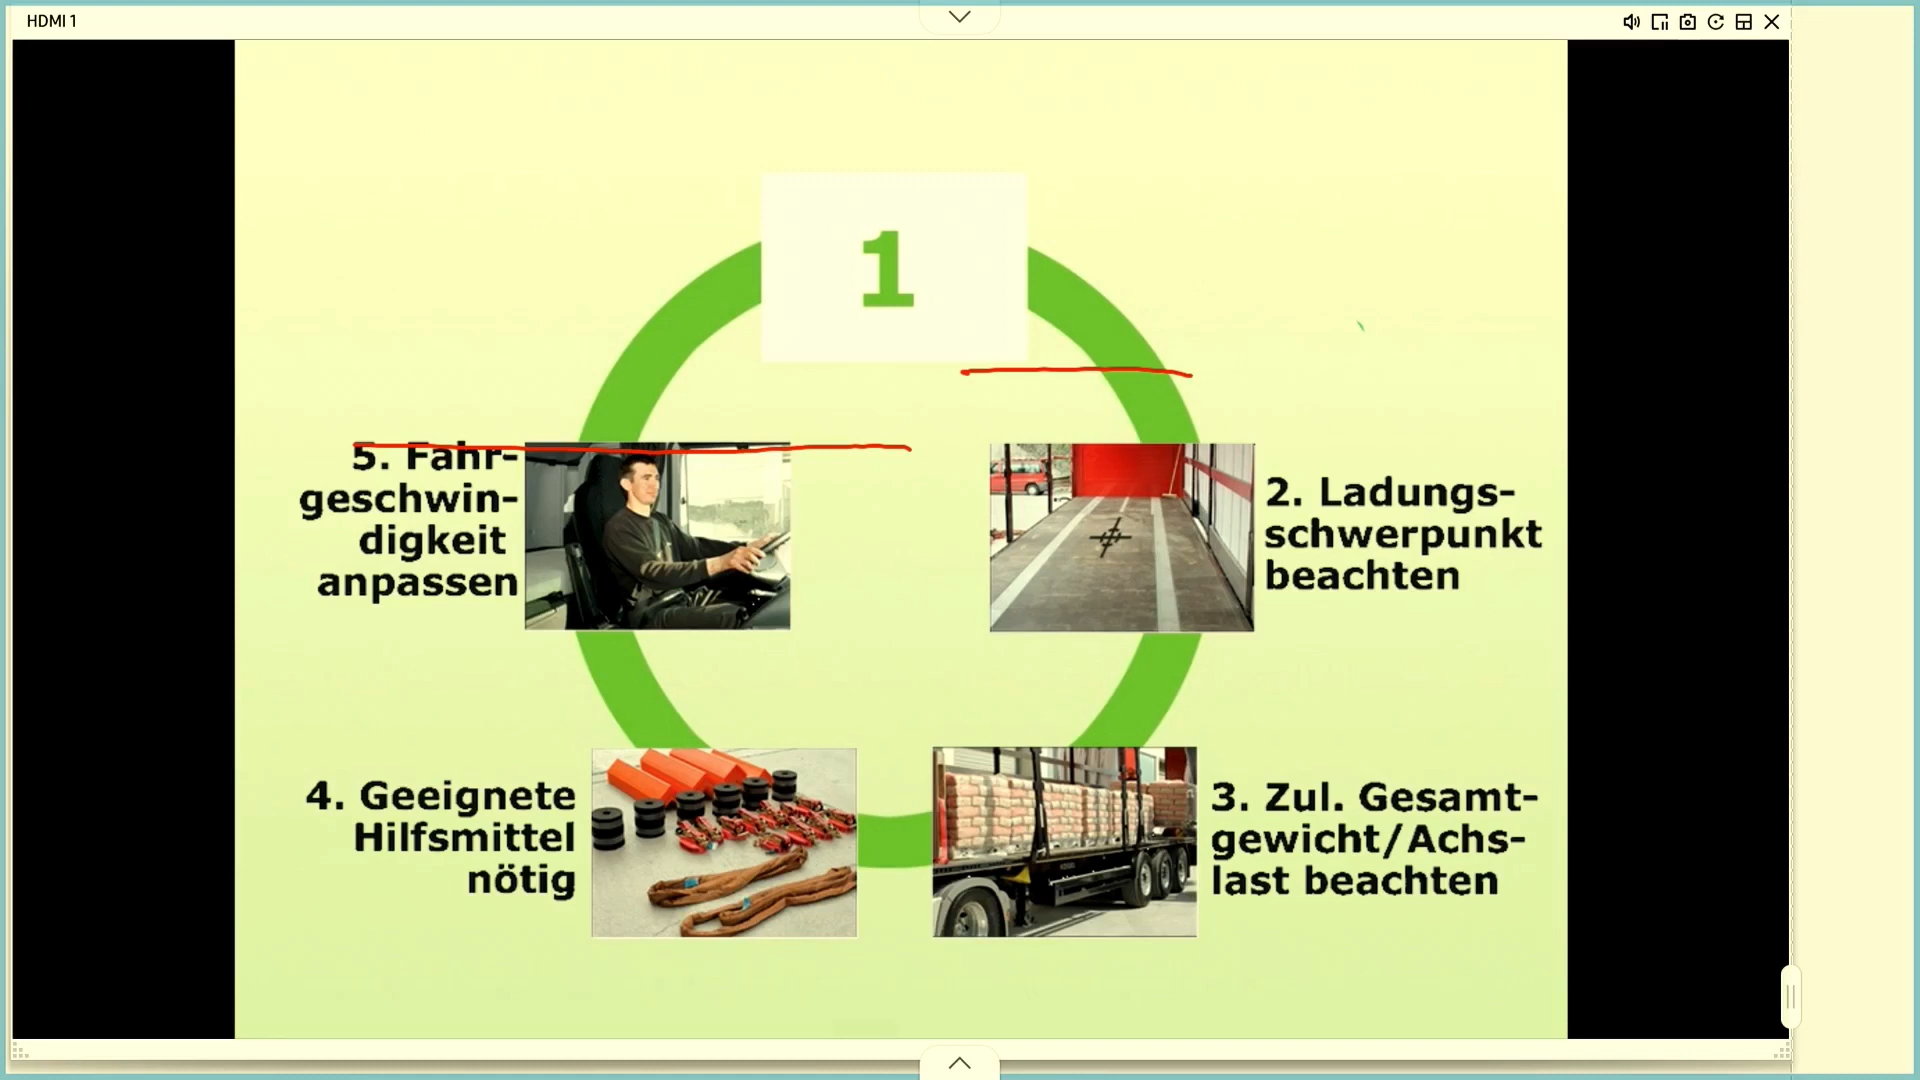 HDMI 1
1
5. Fahr-
geschwin-
digkeit
anpassen
2. Ladungs-
schwerpunkt
beachten
4. Geeignete
Hilfsmittel
nötig
3. Zul. Gesamt-
gewicht/Achs-
last beachten